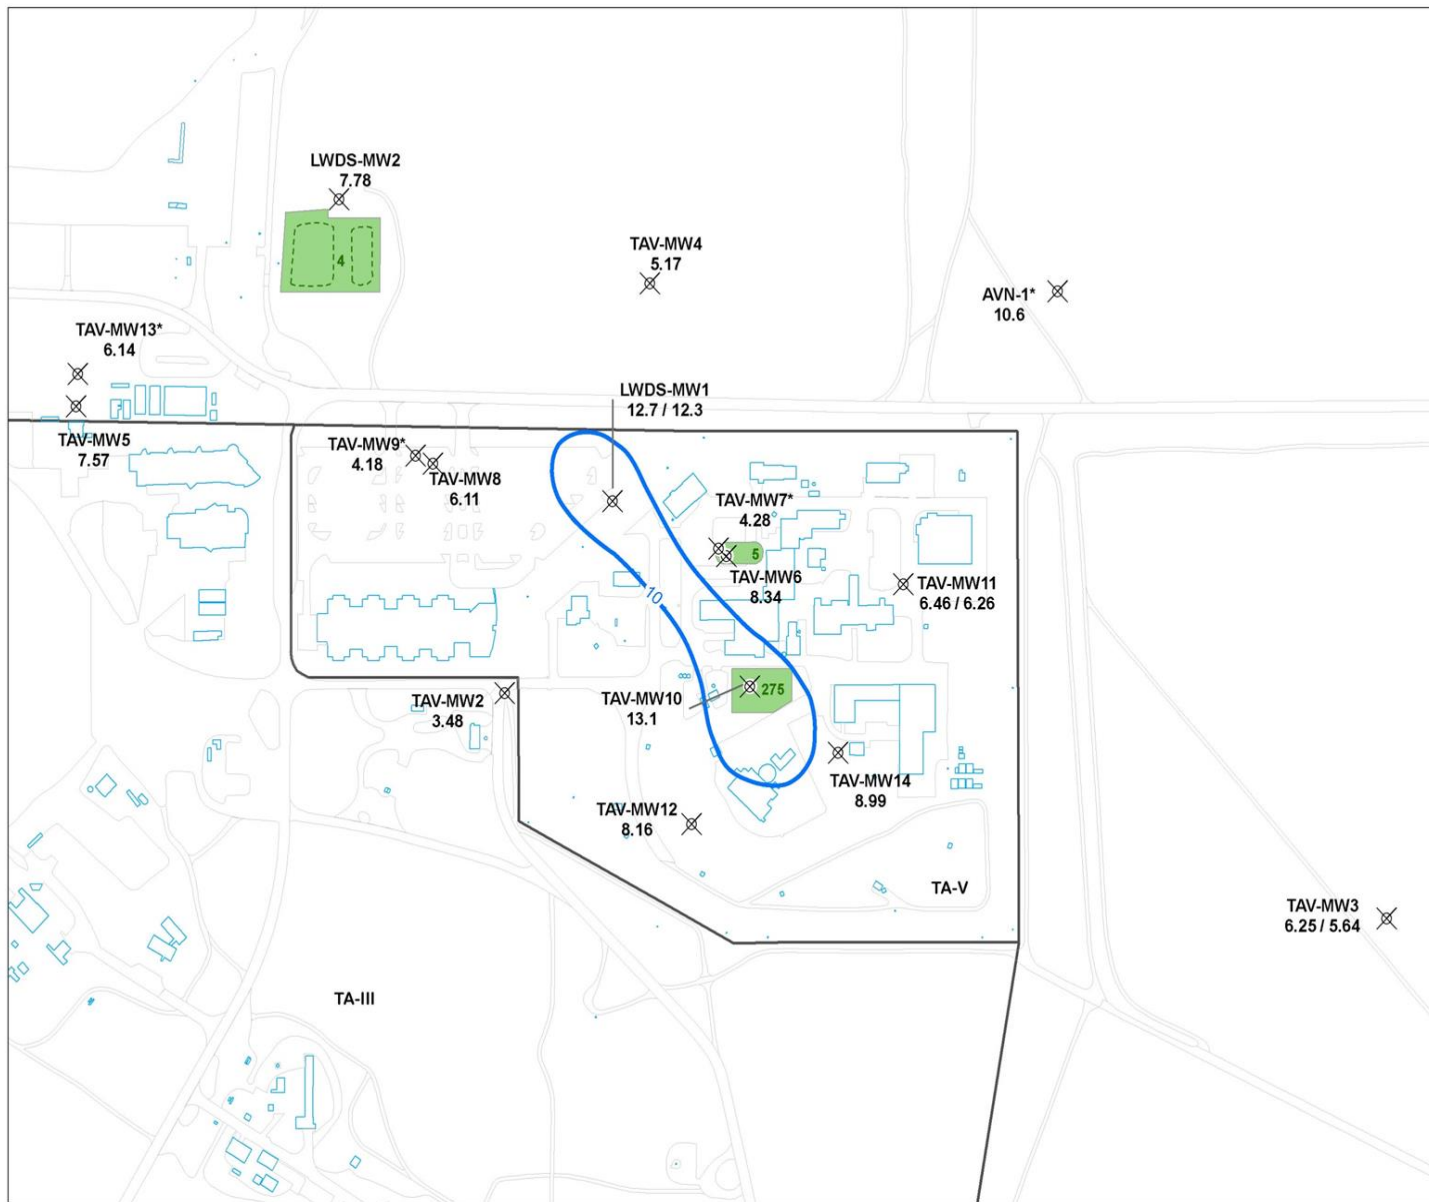 LWDS-MW2
7.78
4
TAV-MW4
5.17
AVN-1*
10.6
TAV-MW13*
6.14
LWDS-MW1
12.7 / 12.3
TAV-MW5
7.57
TAV-MW9*
4.18
TAV-MW8
6.11
TAV-MW7*
4.28
5
TAV-MW6
8.34
TAV-MW11
6.46 / 6.26
10
TAV-MW2
3.48
TAV-MW10
13.1
275
TAV-MW14
8.99
TAV-MW12
8.16
TA-V
TAV-MW3
6.25 / 5.64
TA-III